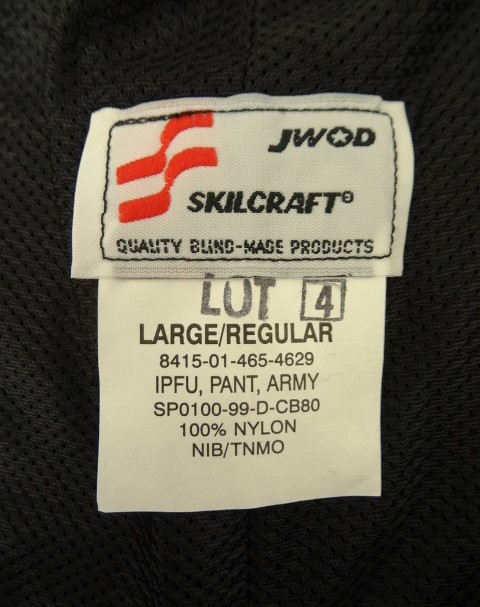 JWOD
SKILCRAFT®
QUALITY BLIND-MADE PRODUCTS
LOT 4
LARGE/REGULAR
8415-01-465-4629
IPFU, PANT, ARMY
SP0100-99-D-CB80
100% NYLON
NIB/TNMO